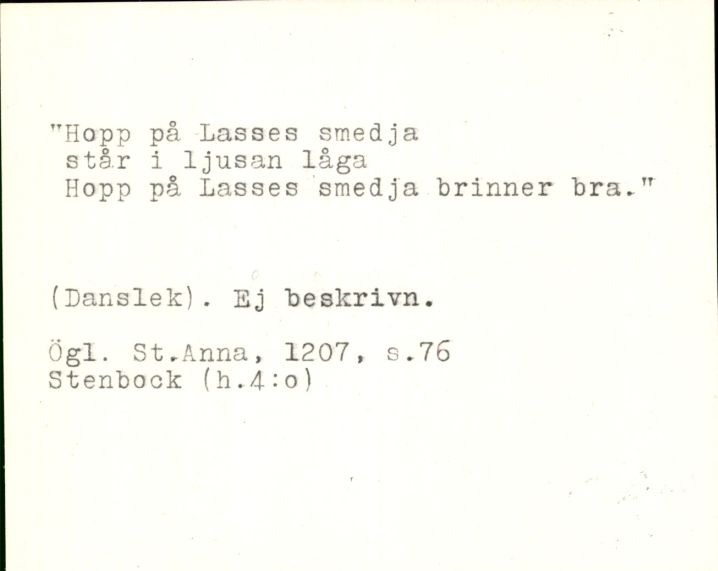 "Hopp på Lasses smedja
står i ljusan låga
Hopp på Lasses smedja brinner bra."
(Danslek). Ej beskrivn.
Ögl. St.Anna, 1207, s.76
Stenbock (h.4:o)